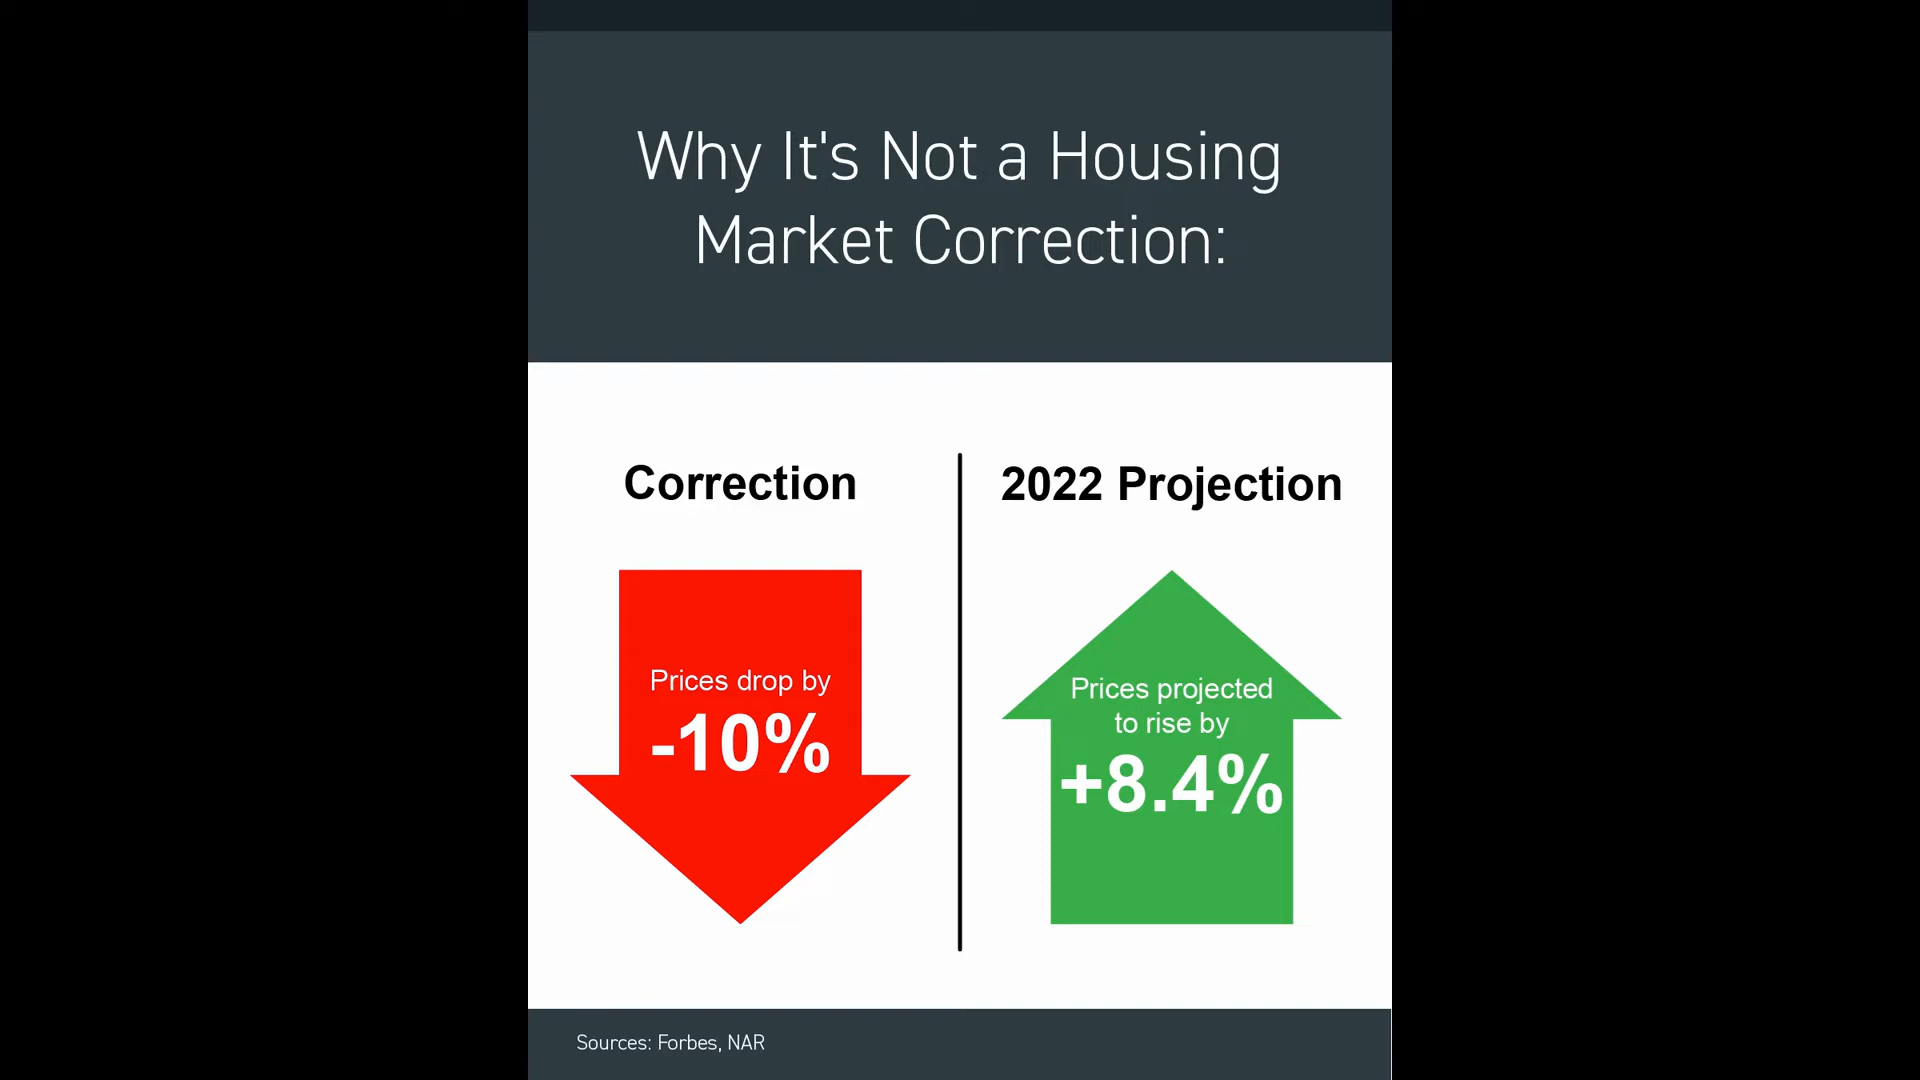 Why It's Not a Housing
Market Correction:
Correction
Prices drop by
-10%
2022 Projection
Prices projected
to rise by
+8.4%
Sources: Forbes, NAR